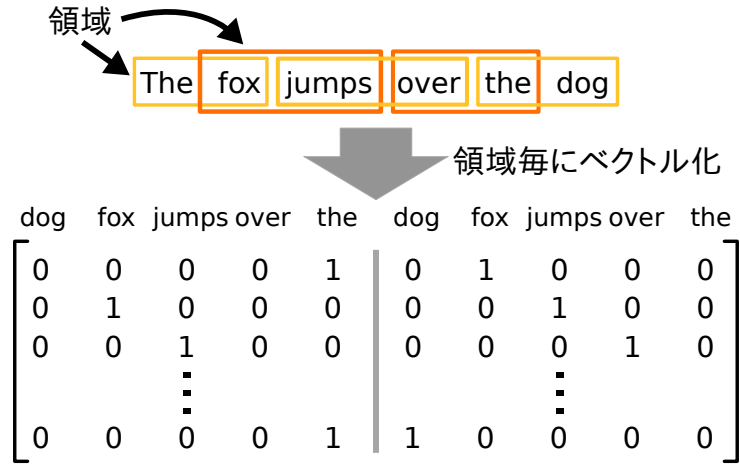 領域
The fox jumps over the dog
領域毎にベクトル化
dog fox jumps over the dog fox jumps over the
0 0 0 0 1 0 1 0 0 0
0 1 0 0 0 0 0 1 0 0
0 0 1 0 0 0 0 0 1 0
0 0 0 0 1 1 0 0 0 0